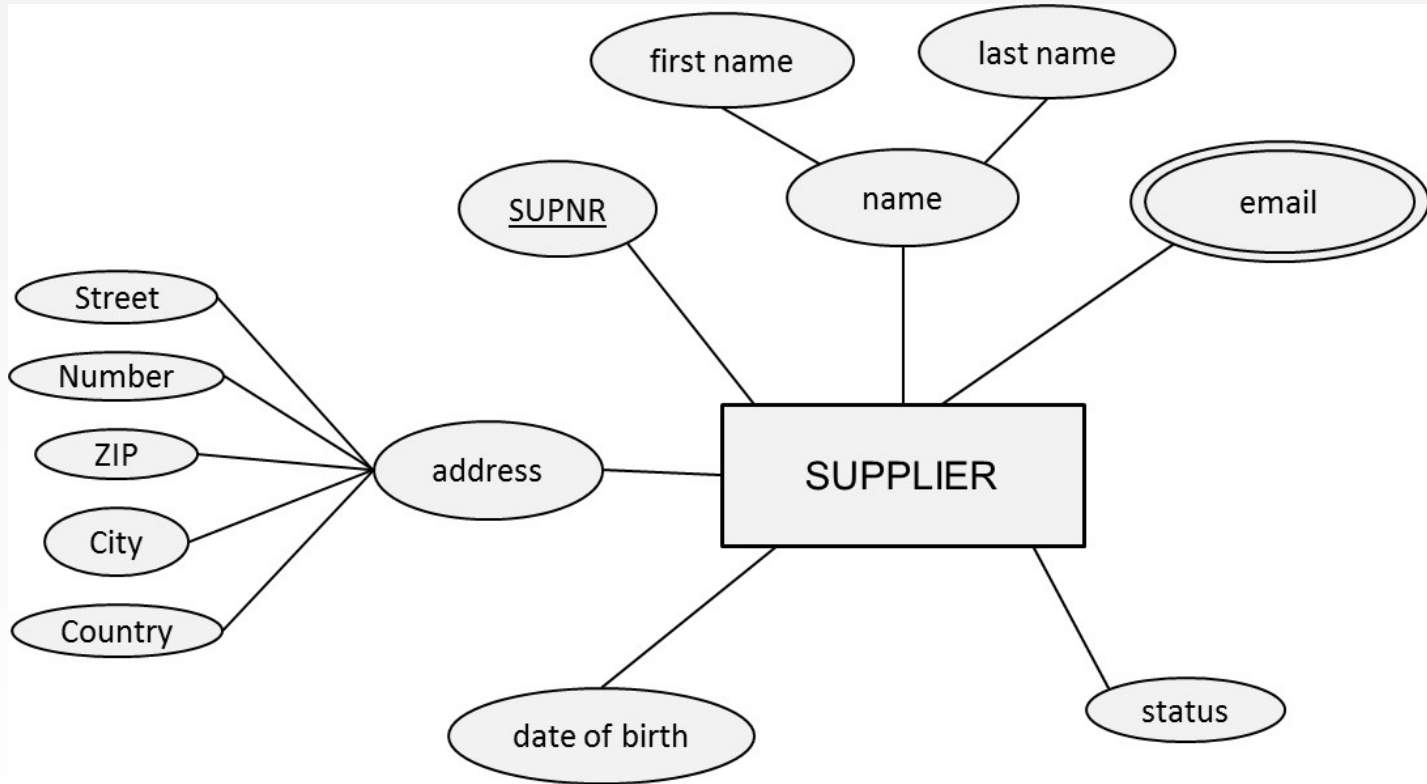 first name
last name
SUPNR
name
email
Street
Number
ZIP
address
SUPPLIER
City
Country
date of birth
status